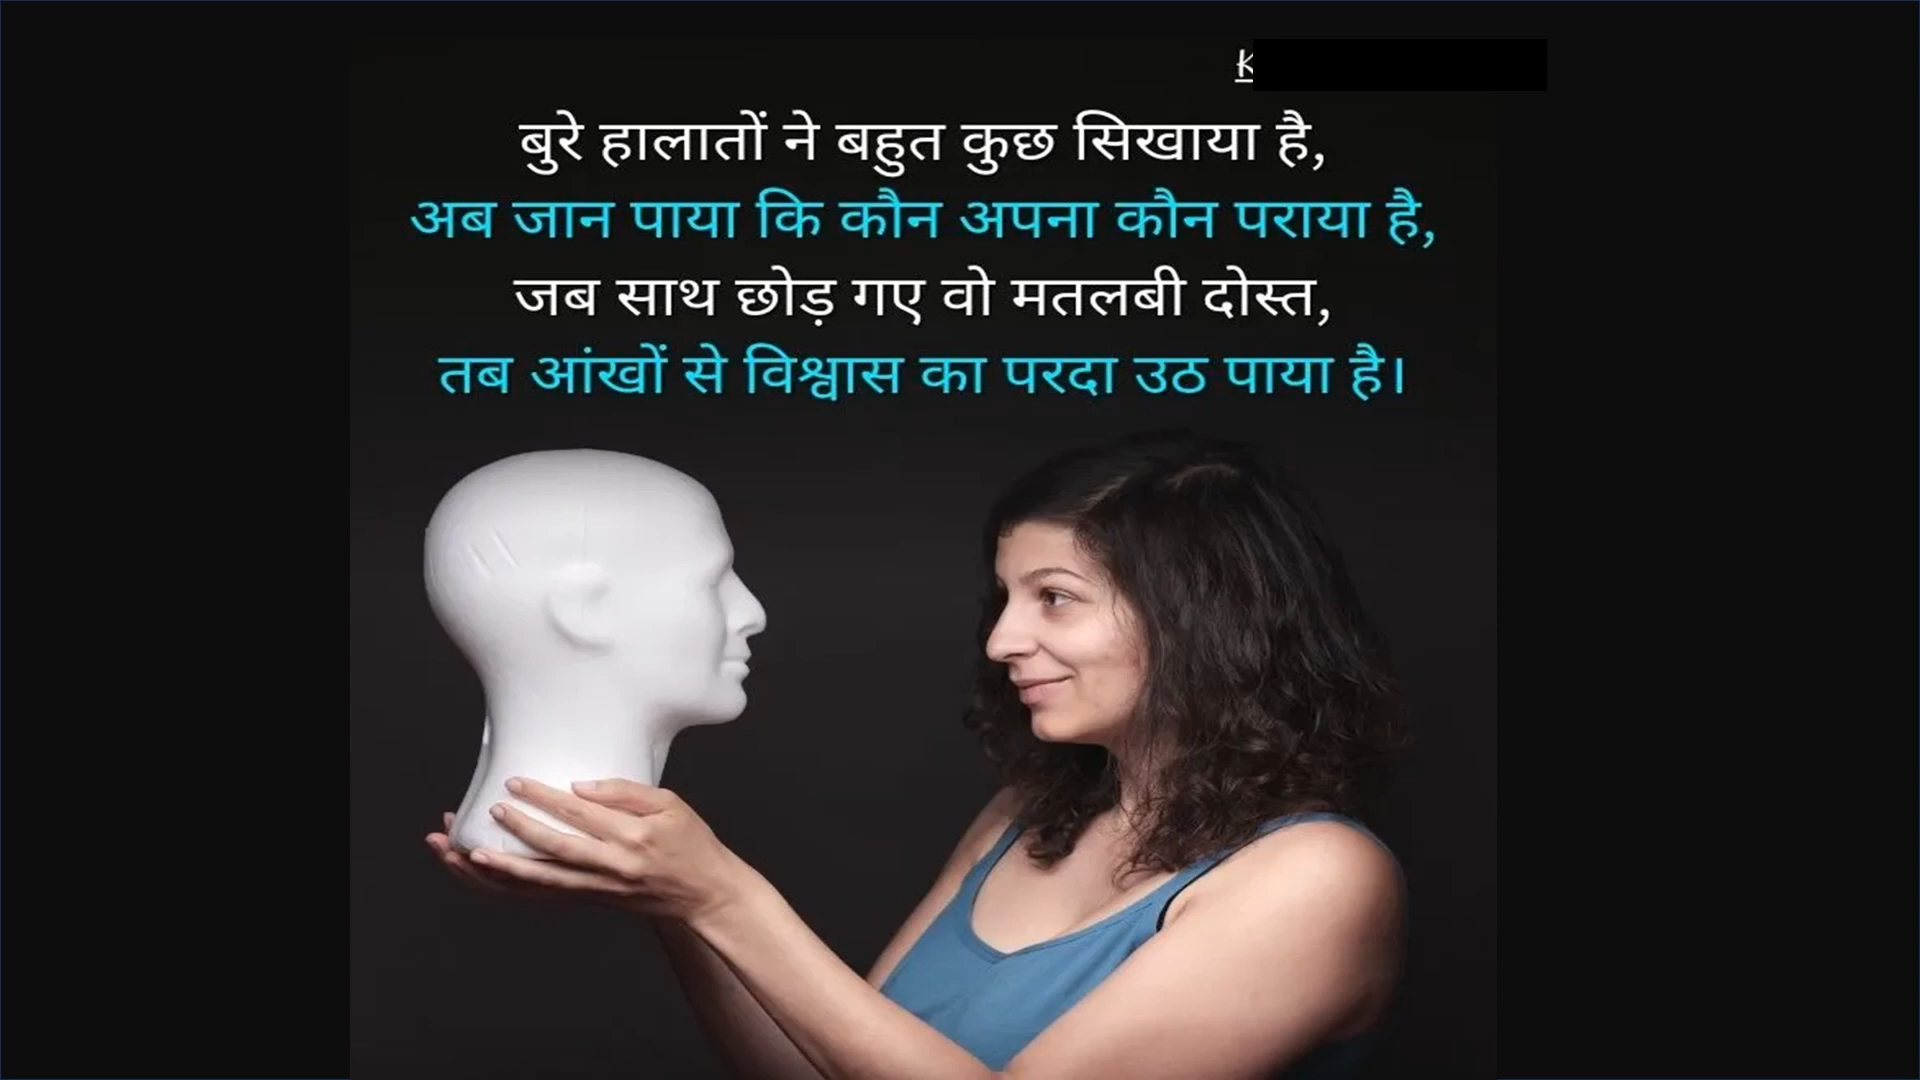 बुरे हालातों ने बहुत कुछ सिखाया है,
अब जान पाया कि कौन अपना कौन पराया है,
जब साथ छोड़ गए वो मतलबी दोस्त,
तब आंखों से विश्वास का परदा उठ पाया है।